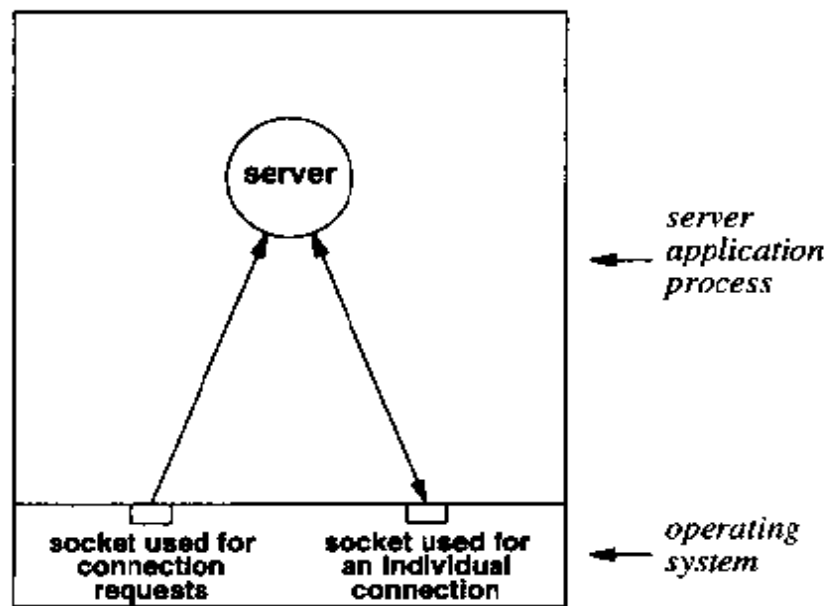 server
server
application
process
socket used for
connection
requests
socket used for
an individual
connection
operating
system